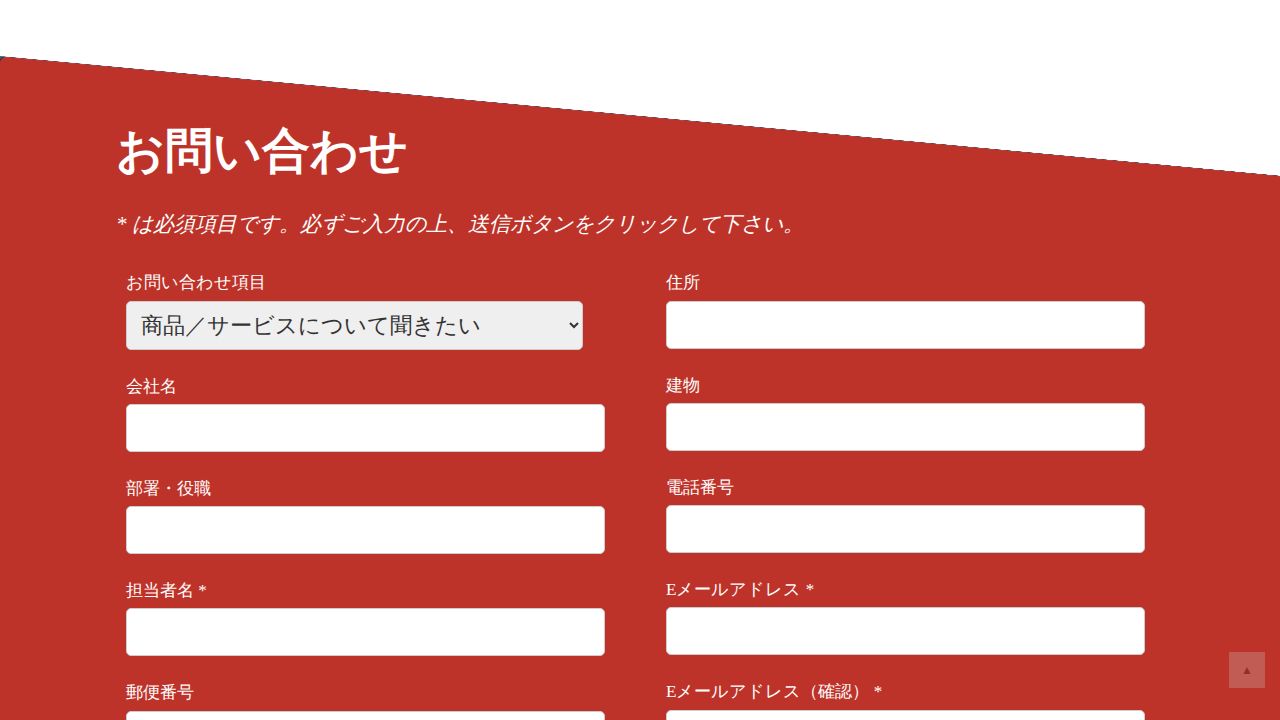 お問い合わせ
* は必須項目です。必ずご入力の上、送信ボタンをクリックして下さい。
お問い合わせ項目
商品／サービスについて聞きたい
会社名
部署・役職
担当者名 *
郵便番号
住所
建物
電話番号
Eメールアドレス *
Eメールアドレス（確認） *
▲